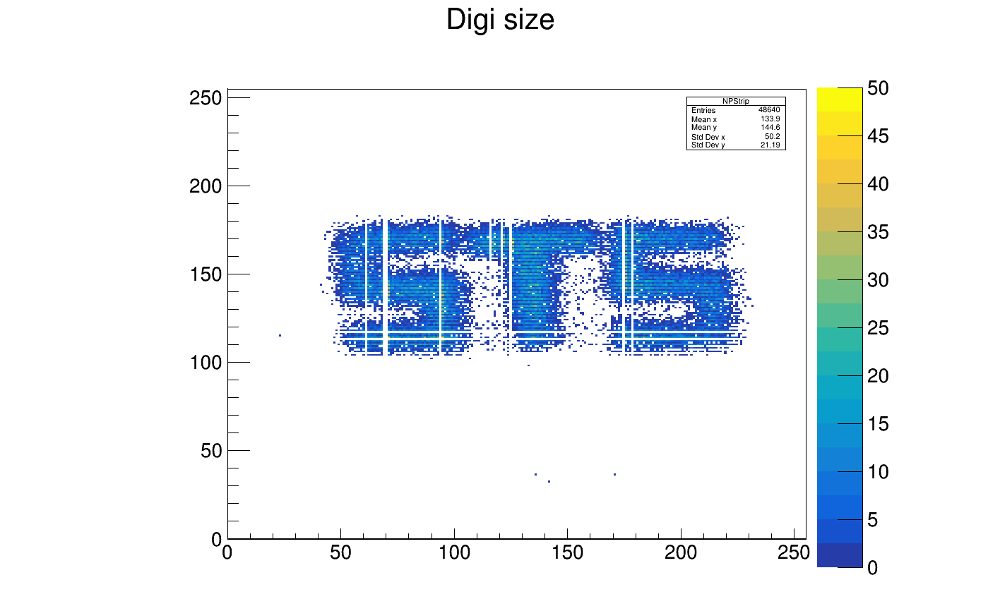 Digi size
NPStrip
Entries 48640
Mean x 133.9
Mean y 144.6
Std Dev x 50.2
Std Dev y 21.19
STS
250
200
150
100
50
0
0 50 100 150 200 250
50
45
40
35
30
25
20
15
10
5
0